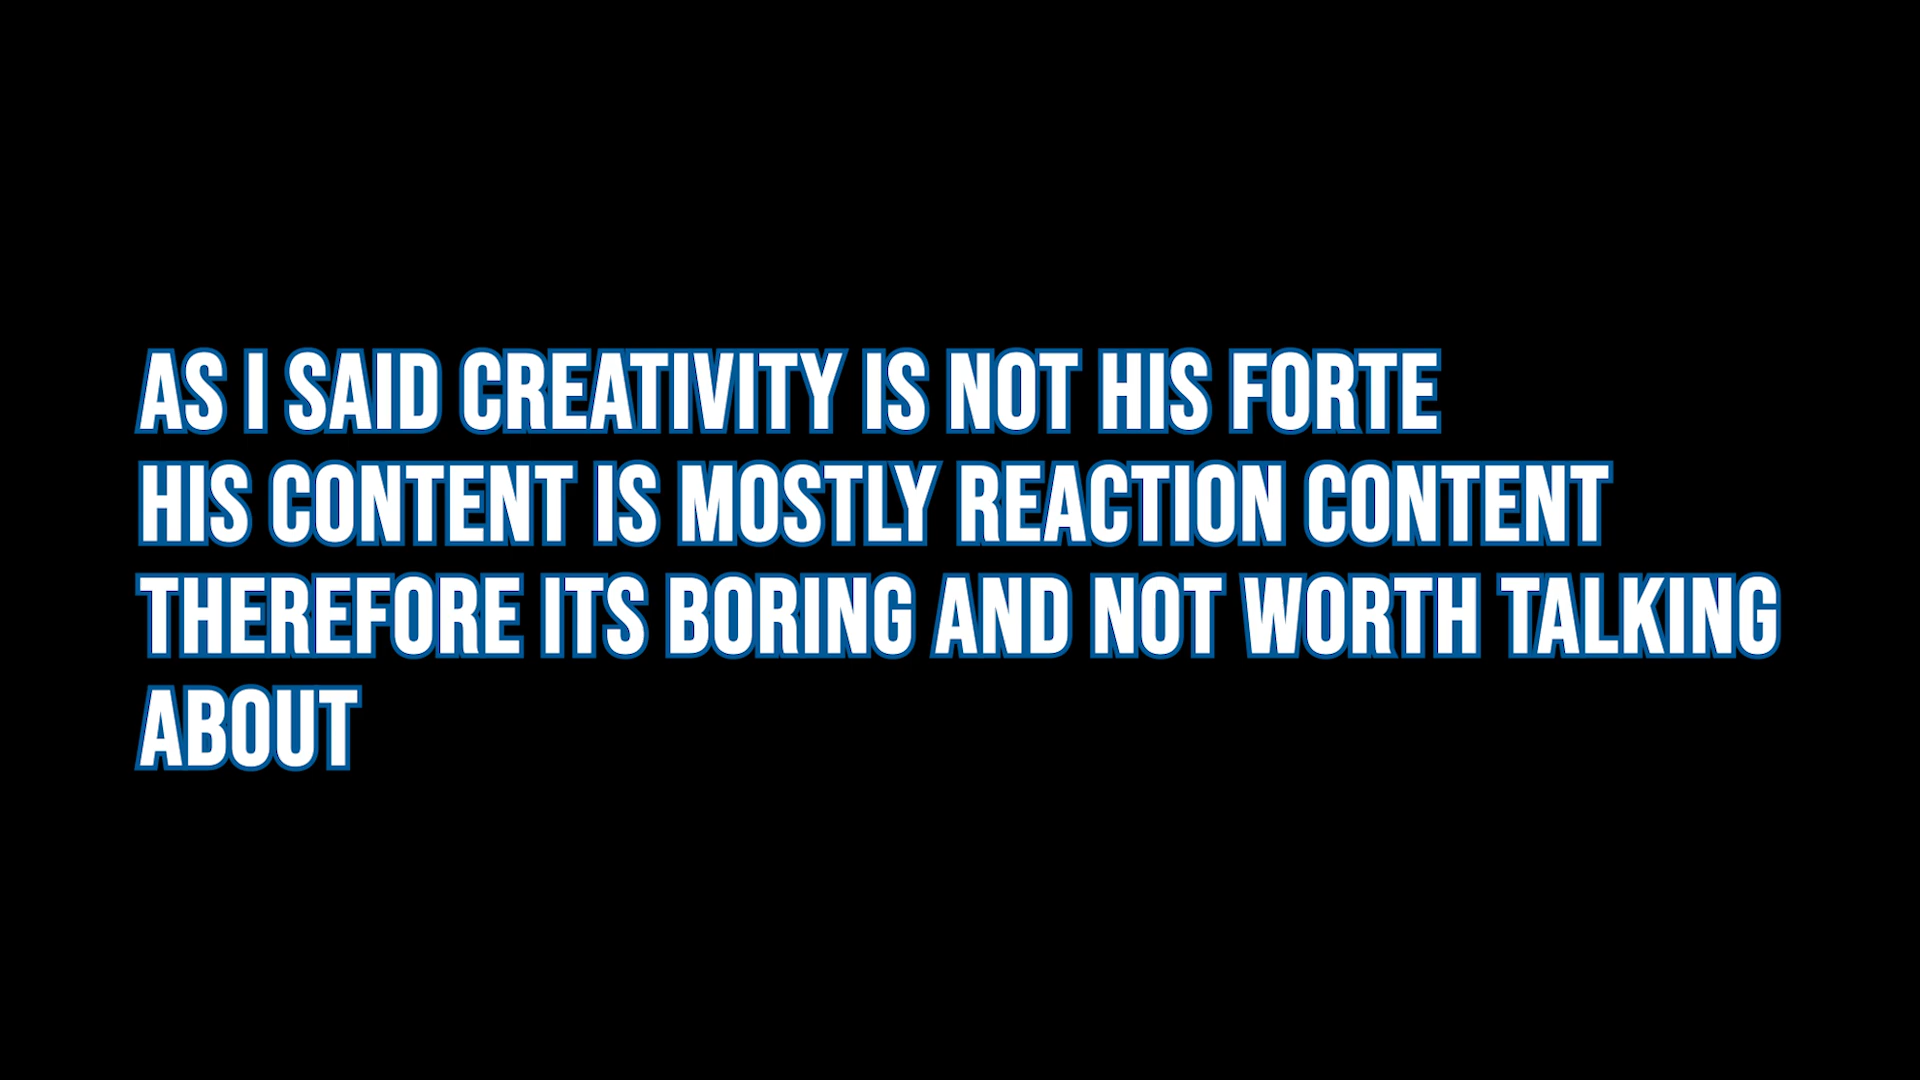 AS I SAID CREATIVITY IS NOT HIS FORTE
HIS CONTENT IS MOSTLY REACTION CONTENT
THEREFORE ITS BORING AND NOT WORTH TALKING
ABOUT